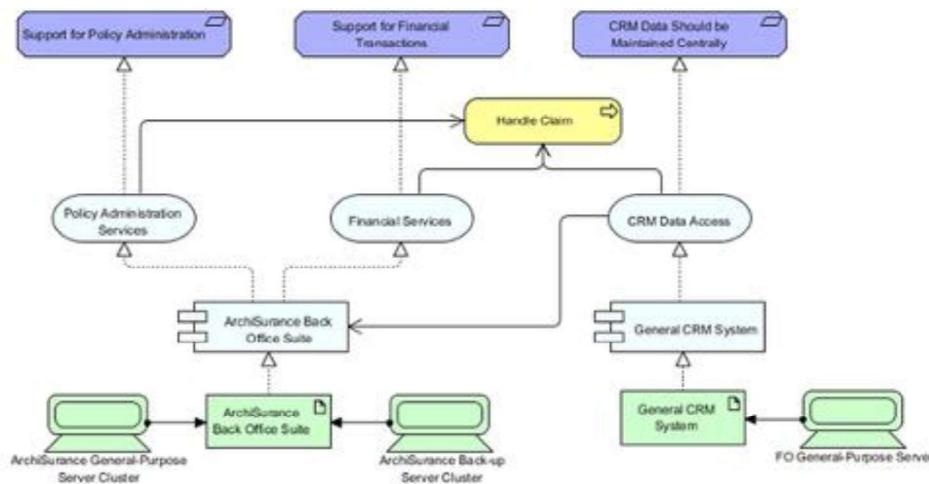 Support for Policy Administration
Support for Financial
Transactions
CRM Data Should be
Maintained Centrally
Handle Claim
Policy Administration
Services
Financial Services
CRM Data Access
ArchiSurance Back
Office Suite
General CRM System
ArchiSurance
Back Office Suite
General CRM
System
ArchiSurance General-Purpose
Server Cluster
ArchiSurance Back-up
Server Cluster
FO General-Purpose Server